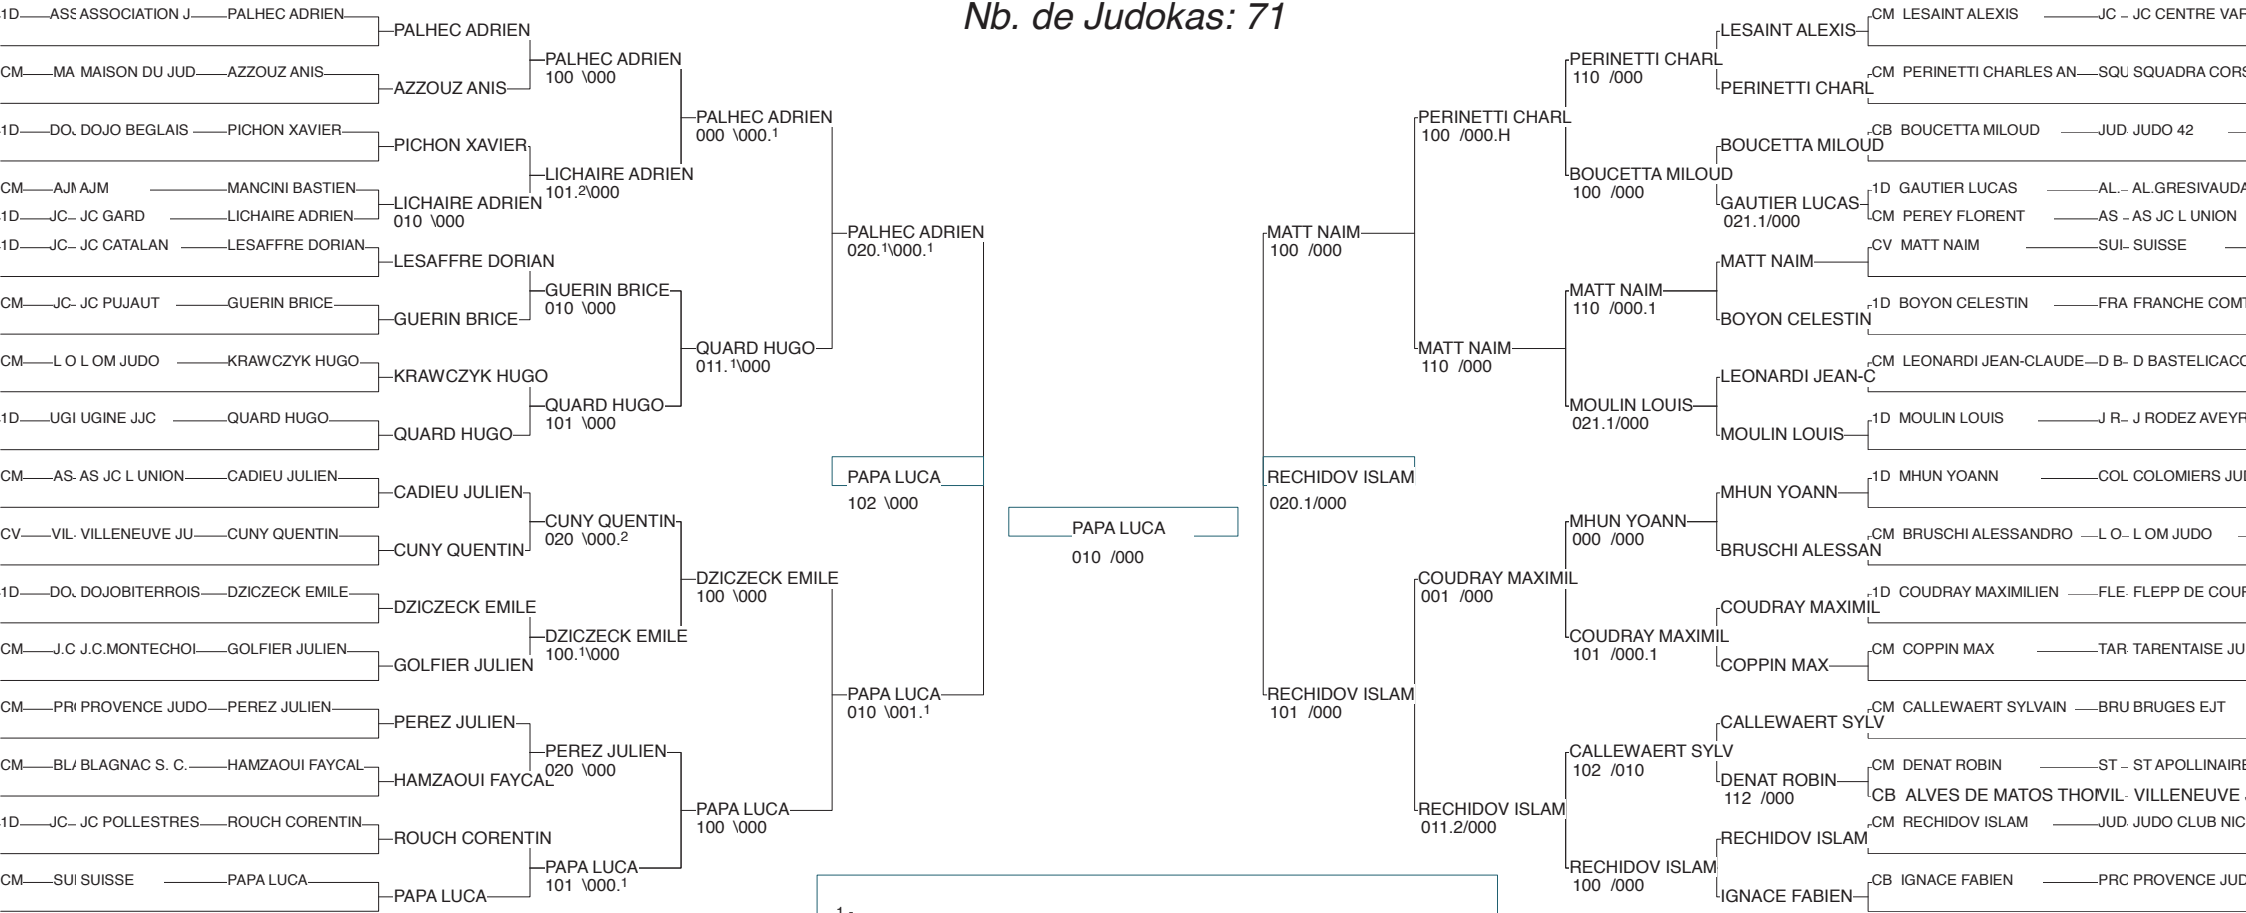 Nb. de Judokas: 71
1D ASS ASSOCIATION J PALHEC ADRIEN
CM MA MAISON DU JUD AZZOUZ ANIS
1D DOJ DOJO BEGLAIS PICHON XAVIER
CM AJM AJM MANCINI BASTIEN
1D JC JC GARD LICHAIRE ADRIEN
1D JC JC CATALAN LESAFFRE DORIAN
CM JC JC PUJAUT GUERIN BRICE
CM L O L OM JUDO KRAWCZYK HUGO
1D UGI UGINE JJC QUARD HUGO
CM AS AS JC L UNION CADIEU JULIEN
CV VIL VILLENEUVE JU CUNY QUENTIN
1D DOJ DOJOBITERROIS DZICZECK EMILE
CM J.C J.C.MONTECHOI GOLFIER JULIEN
CM PRO PROVENCE JUDO PEREZ JULIEN
CM BLA BLAGNAC S. C. HAMZAOUI FAYCAL
1D JC JC POLLESTRES ROUCH CORENTIN
CM SUI SUISSE PAPA LUCA
PALHEC ADRIEN
AZZOUZ ANIS
PICHON XAVIER
LICHAIRE ADRIEN
010 \000
LESAFFRE DORIAN
GUERIN BRICE
KRAWCZYK HUGO
QUARD HUGO
CADIEU JULIEN
CUNY QUENTIN
DZICZECK EMILE
GOLFIER JULIEN
PEREZ JULIEN
HAMZAOUI FAYCAL
ROUCH CORENTIN
PAPA LUCA
PALHEC ADRIEN
100 \000
LICHAIRE ADRIEN
101.2\000
GUERIN BRICE
010 \000
QUARD HUGO
101 \000
CUNY QUENTIN
020 \000.2
DZICZECK EMILE
100.1\000
PEREZ JULIEN
020 \000
PAPA LUCA
101 \000.1
PALHEC ADRIEN
000 \000.1
QUARD HUGO
011.1\000
DZICZECK EMILE
100 \000
PAPA LUCA
100 \000
PALHEC ADRIEN
020.1\000.1
PAPA LUCA
010 \001.1
PAPA LUCA
102 \000
PAPA LUCA
010 /000
RECHIDOV ISLAM
020.1/000
MATT NAIM
100 /000
RECHIDOV ISLAM
101 /000
PERINETTI CHARL
100 /000.H
MATT NAIM
110 /000
COUDRAY MAXIMIL
001 /000
RECHIDOV ISLAM
011.2/000
PERINETTI CHARL
110 /000
BOUCETTA MILOUD
100 /000
MATT NAIM
110 /000.1
MOULIN LOUIS
021.1/000
MHUN YOANN
000 /000
COUDRAY MAXIMIL
101 /000.1
CALLEWAERT SYLV
102 /010
RECHIDOV ISLAM
100 /000
LESAINT ALEXIS
PERINETTI CHARL
BOUCETTA MILOUD
GAUTIER LUCAS
021.1/000
MATT NAIM
BOYON CELESTIN
LEONARDI JEAN-C
MOULIN LOUIS
MHUN YOANN
BRUSCHI ALESSAN
COUDRAY MAXIMIL
COPPIN MAX
CALLEWAERT SYLV
DENAT ROBIN
112 /000
RECHIDOV ISLAM
IGNACE FABIEN
CM LESAINT ALEXIS JC JC CENTRE VAR
CM PERINETTI CHARLES AN SQU SQUADRA CORS
CB BOUCETTA MILOUD JUD JUDO 42
1D GAUTIER LUCAS AL. AL.GRESIVAUDA
CM PEREY FLORENT AS AS JC L UNION
CV MATT NAIM SUI SUISSE
1D BOYON CELESTIN FRA FRANCHE COMT
CM LEONARDI JEAN-CLAUDE D B D BASTELICACC
1D MOULIN LOUIS J R J RODEZ AVEYR
1D MHUN YOANN COL COLOMIERS JUD
CM BRUSCHI ALESSANDRO L O L OM JUDO
1D COUDRAY MAXIMILIEN FLE FLEPP DE COUR
CM COPPIN MAX TAR TARENTAISE JU
CM CALLEWAERT SYLVAIN BRU BRUGES EJT
CM DENAT ROBIN ST ST APOLLINAIRE
CB ALVES DE MATOS THOM VIL VILLENEUVE J
CM RECHIDOV ISLAM JUD JUDO CLUB NIC
CB IGNACE FABIEN PRO PROVENCE JUD
1 -